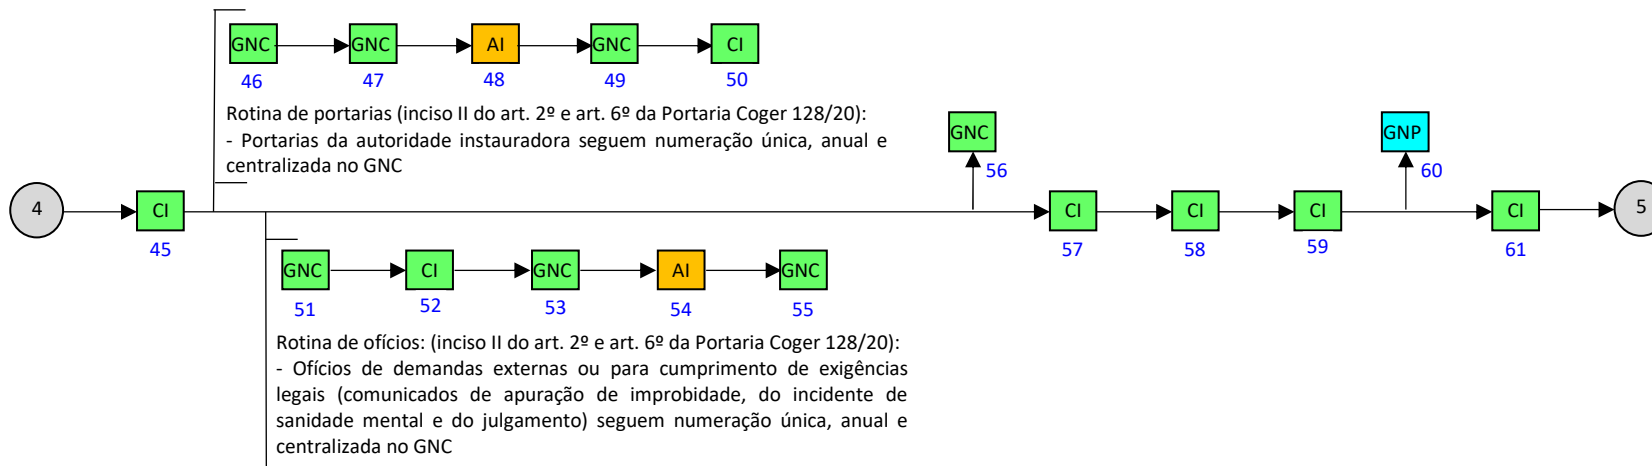 GNC GNC AI GNC CI
46 47 48 49 50
Rotina de portarias (inciso II do art. 2º e art. 6º da Portaria Coger 128/20):
- Portarias da autoridade instauradora seguem numeração única, anual e
centralizada no GNC
GNC GNP
56 60
4 CI CI CI CI CI 5
45 57 58 59 61
GNC CI GNC AI GNC
51 52 53 54 55
Rotina de ofícios: (inciso II do art. 2º e art. 6º da Portaria Coger 128/20):
- Ofícios de demandas externas ou para cumprimento de exigências
legais (comunicados de apuração de improbidade, do incidente de
sanidade mental e do julgamento) seguem numeração única, anual e
centralizada no GNC